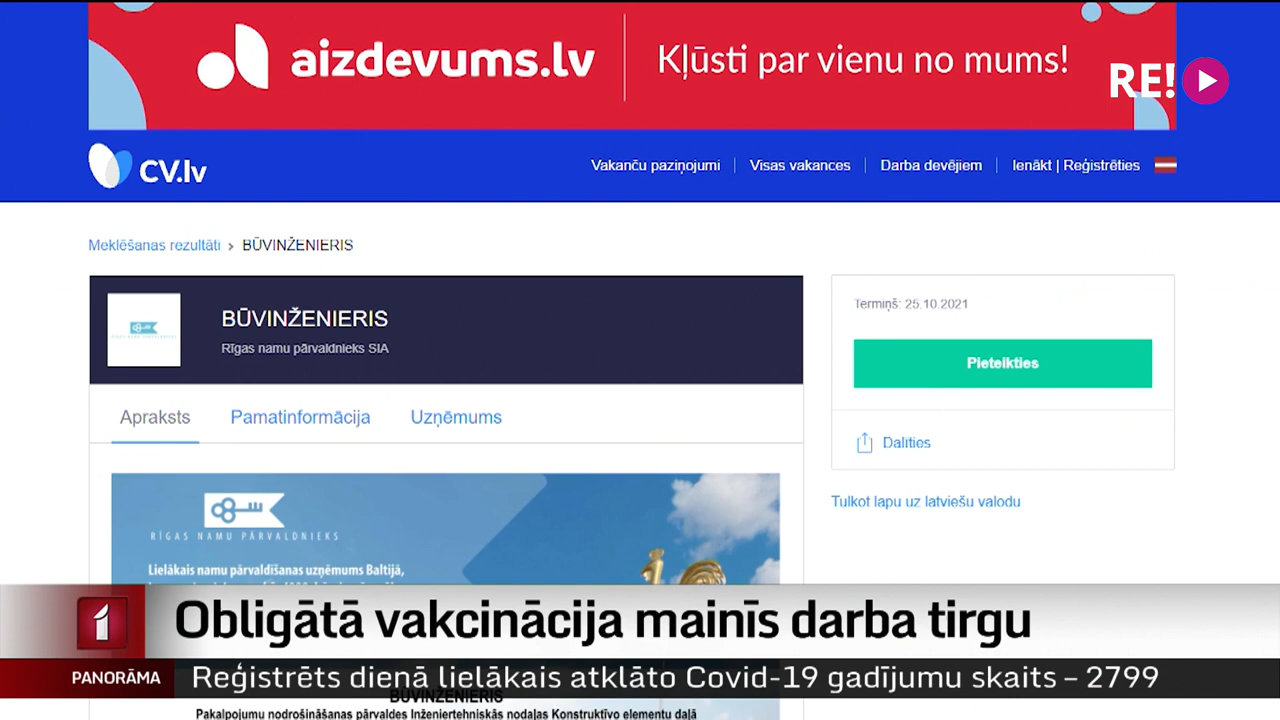 aizdevums.lv
Kļūsti par vienu no mums!
RE!
CV.lv
Vakanču paziņojumi
Visas vakances
Darba devējiem
Ienākt | Reģistrēties
Meklēšanas rezultāti › BŪVINŽENIERIS
BŪVINŽENIERIS
Rīgas namu pārvaldnieks SIA
Termiņš: 25.10.2021
Pieteikties
Apraksts
Pamatinformācija
Uzņēmums
Dalīties
Tulkot lapu uz latviešu valodu
RĪGAS NAMU PĀRVALDNIEKS
Lielākais namu pārvaldīšanas uzņēmums Baltijā,
1
Obligātā vakcinācija mainīs darba tirgu
PANORĀMA
Reģistrēts dienā lielākais atklāto Covid-19 gadījumu skaits – 2799
BŪVINŽENIERIS
Pakalpojumu nodrošināšanas pārvaldes Inženiertehniskās nodaļas Konstruktīvo elementu daļā